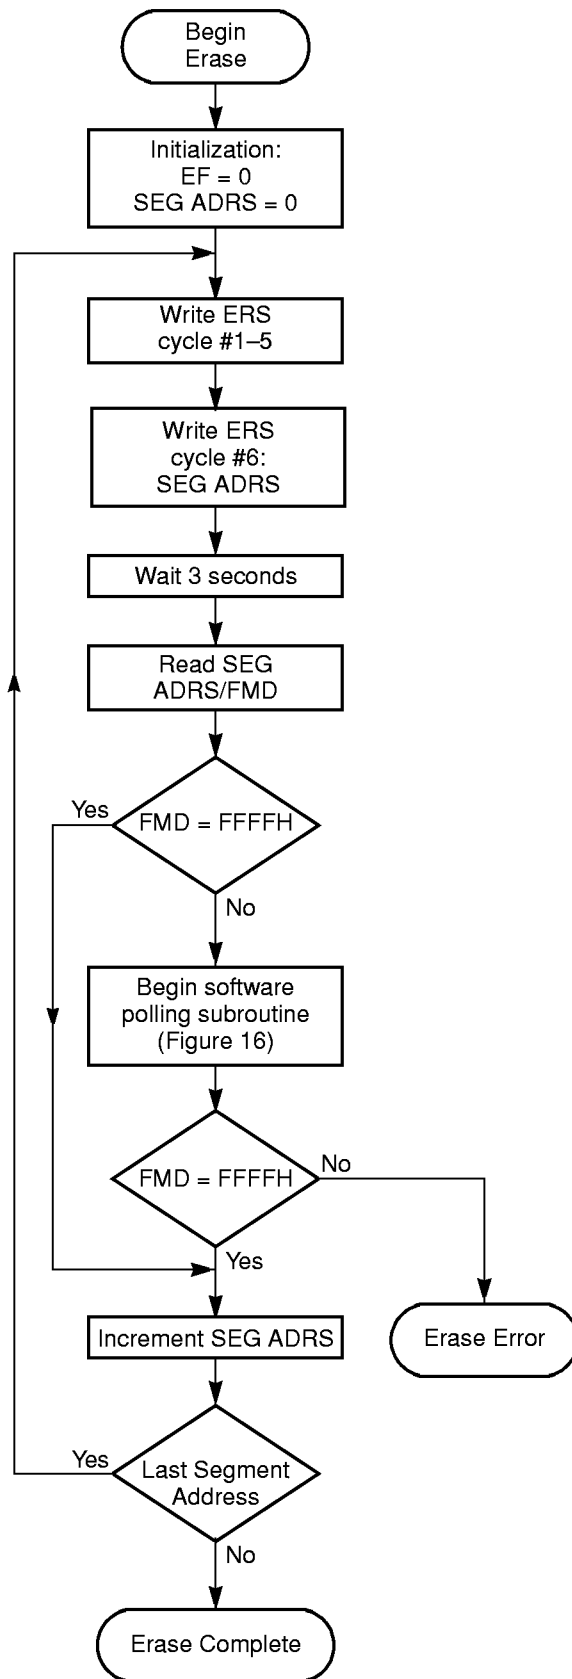 Begin
Erase
Initialization:
EF = 0
SEG ADRS = 0
Write ERS
cycle #1–5
Write ERS
cycle #6:
SEG ADRS
Wait 3 seconds
Read SEG
ADRS/FMD
Yes
FMD = FFFFH
No
Begin software
polling subroutine
(Figure 16)
FMD = FFFFH
No
Yes
Increment SEG ADRS
Erase Error
Yes
Last Segment
Address
No
Erase Complete